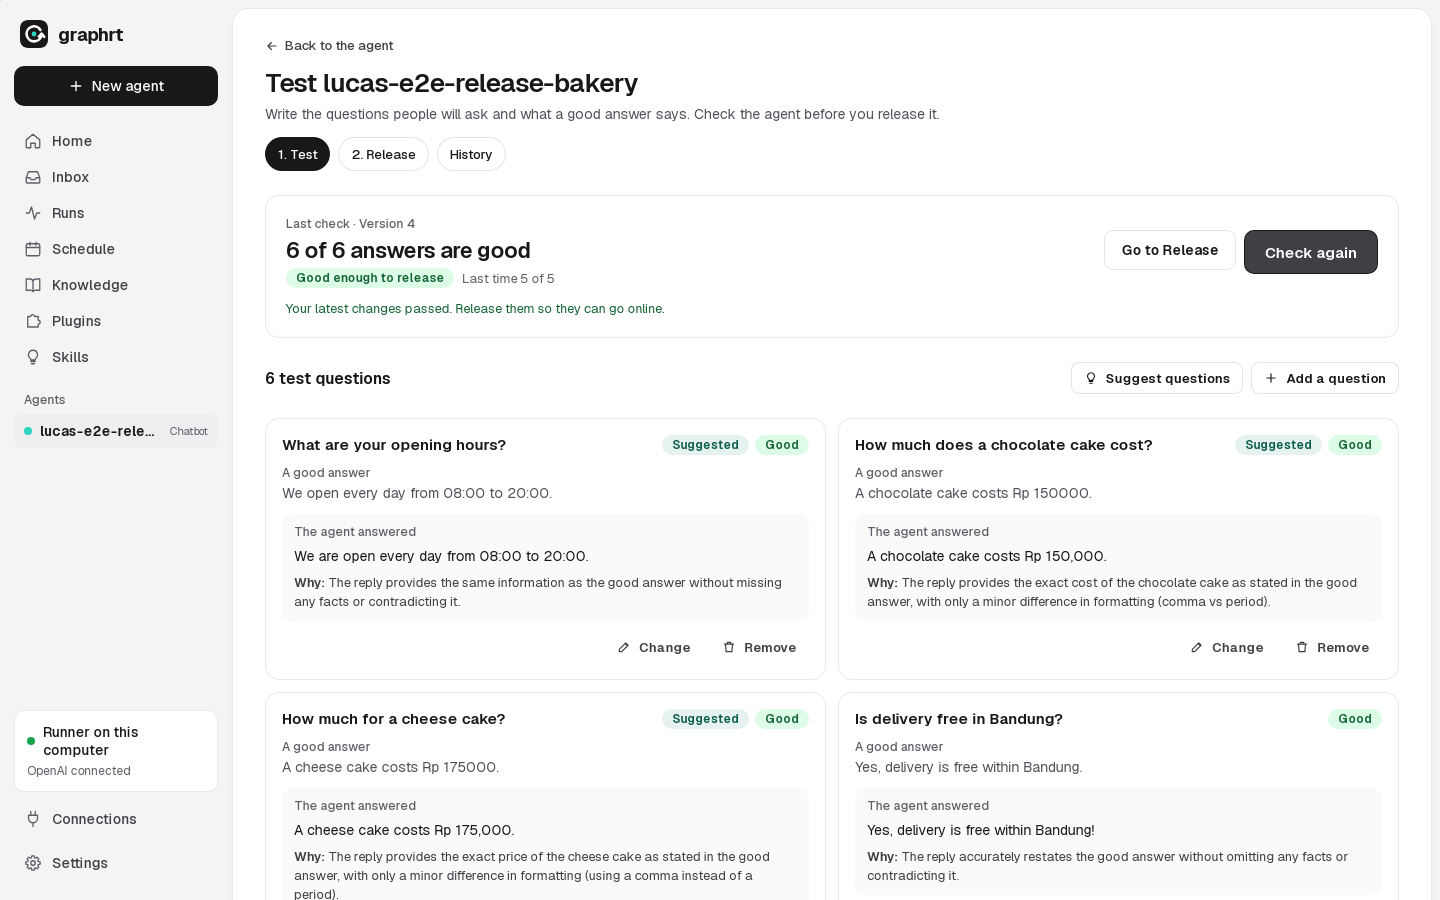 graphrt
New agent
Home
Inbox
Runs
Schedule
Knowledge
Plugins
Skills
Agents
lucas-e2e-rele... Chatbot
Runner on this
computer
OpenAI connected
Connections
Settings
Back to the agent
Test lucas-e2e-release-bakery
Write the questions people will ask and what a good answer says. Check the agent before you release it.
1. Test 2. Release History
Last check · Version 4
6 of 6 answers are good
Good enough to release Last time 5 of 5
Your latest changes passed. Release them so they can go online.
Go to Release Check again
6 test questions
Suggest questions Add a question
What are your opening hours? Suggested Good
A good answer
We open every day from 08:00 to 20:00.
The agent answered
We are open every day from 08:00 to 20:00.
Why: The reply provides the same information as the good answer without missing
any facts or contradicting it.
Change Remove
How much does a chocolate cake cost? Suggested Good
A good answer
A chocolate cake costs Rp 150000.
The agent answered
A chocolate cake costs Rp 150,000.
Why: The reply provides the exact cost of the chocolate cake as stated in the good
answer, with only a minor difference in formatting (comma vs period).
Change Remove
How much for a cheese cake? Suggested Good
A good answer
A cheese cake costs Rp 175000.
The agent answered
A cheese cake costs Rp 175,000.
Why: The reply provides the exact price of the cheese cake as stated in the good
answer, with only a minor difference in formatting (using a comma instead of a
period).
Is delivery free in Bandung? Good
A good answer
Yes, delivery is free within Bandung.
The agent answered
Yes, delivery is free within Bandung!
Why: The reply accurately restates the good answer without omitting any facts or
contradicting it.